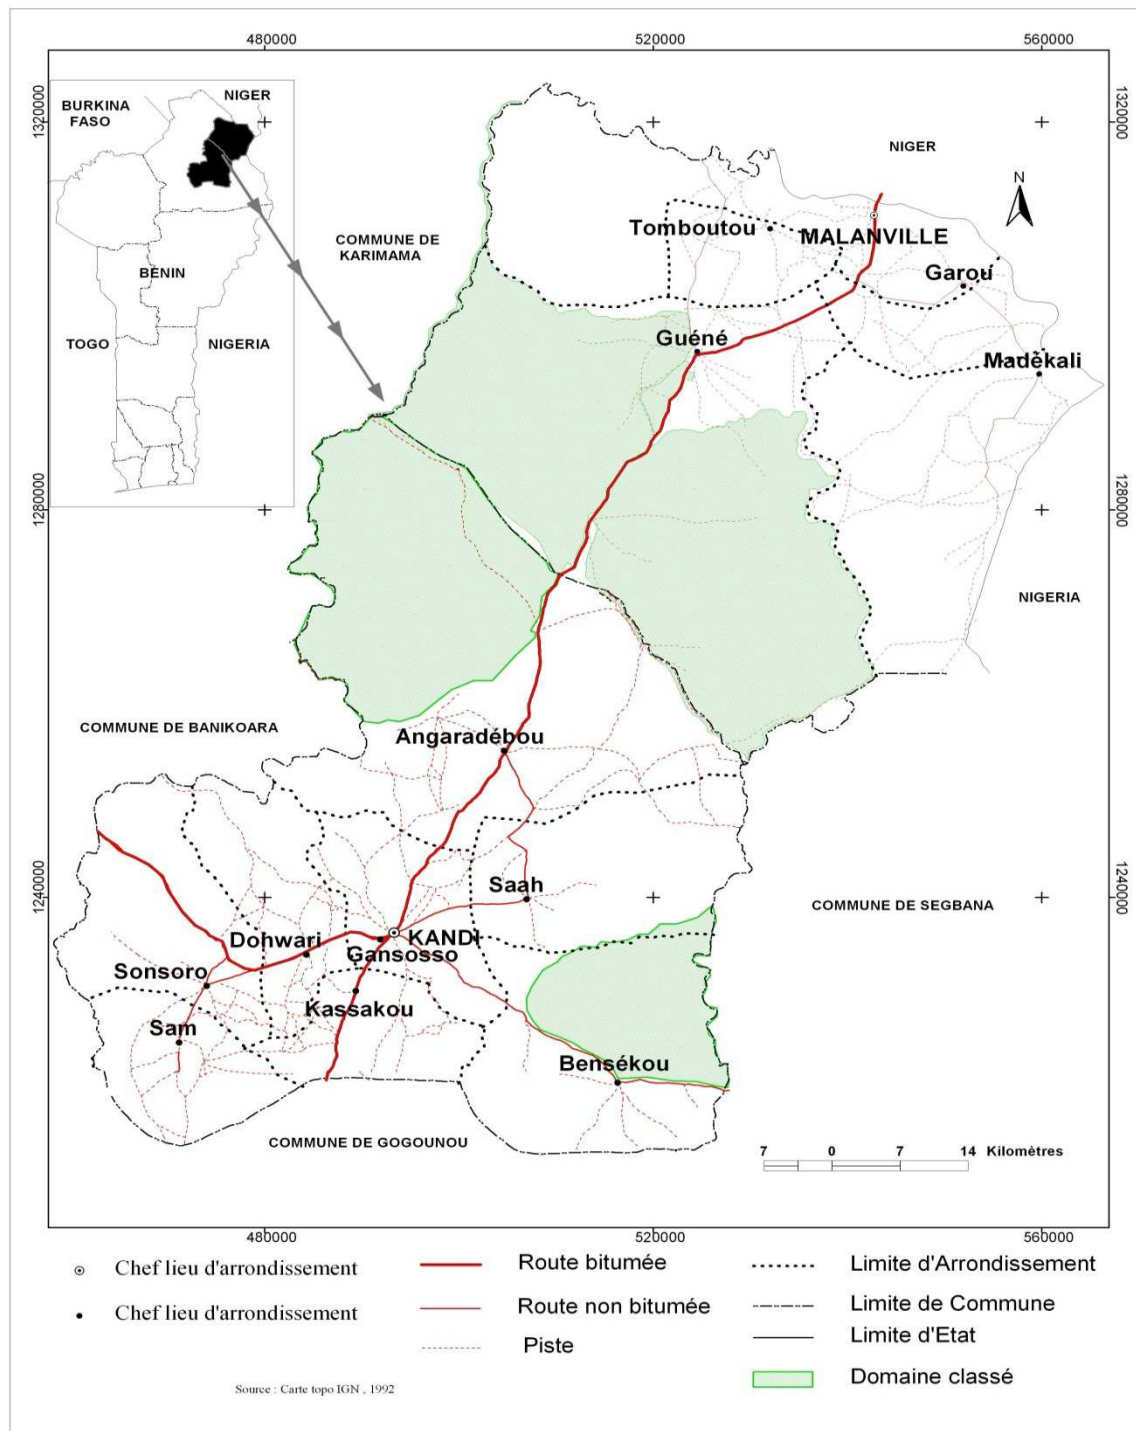 480000
520000
560000
1320000
1320000
BURKINA
FASO
NIGER
BENIN
TOGO
NIGERIA
NIGER
N
COMMUNE DE
KARIMAMA
Tomboutou
MALANVILLE
Garou
Guéné
Madèkali
1280000
1280000
NIGERIA
COMMUNE DE BANIKOARA
Angaradébou
1240000
1240000
Saah
COMMUNE DE SEGBANA
Dohwari
KANDI
Gansosso
Sonsoro
Kassakou
Sam
Bensékou
COMMUNE DE GOGOUNOU
7 0 7 14 Kilomètres
480000
520000
560000
Chef lieu d'arrondissement
Chef lieu d'arrondissement
Route bitumée
Route non bitumée
Piste
Limite d'Arrondissement
Limite de Commune
Limite d'Etat
Domaine classé
Source : Carte topo IGN , 1992